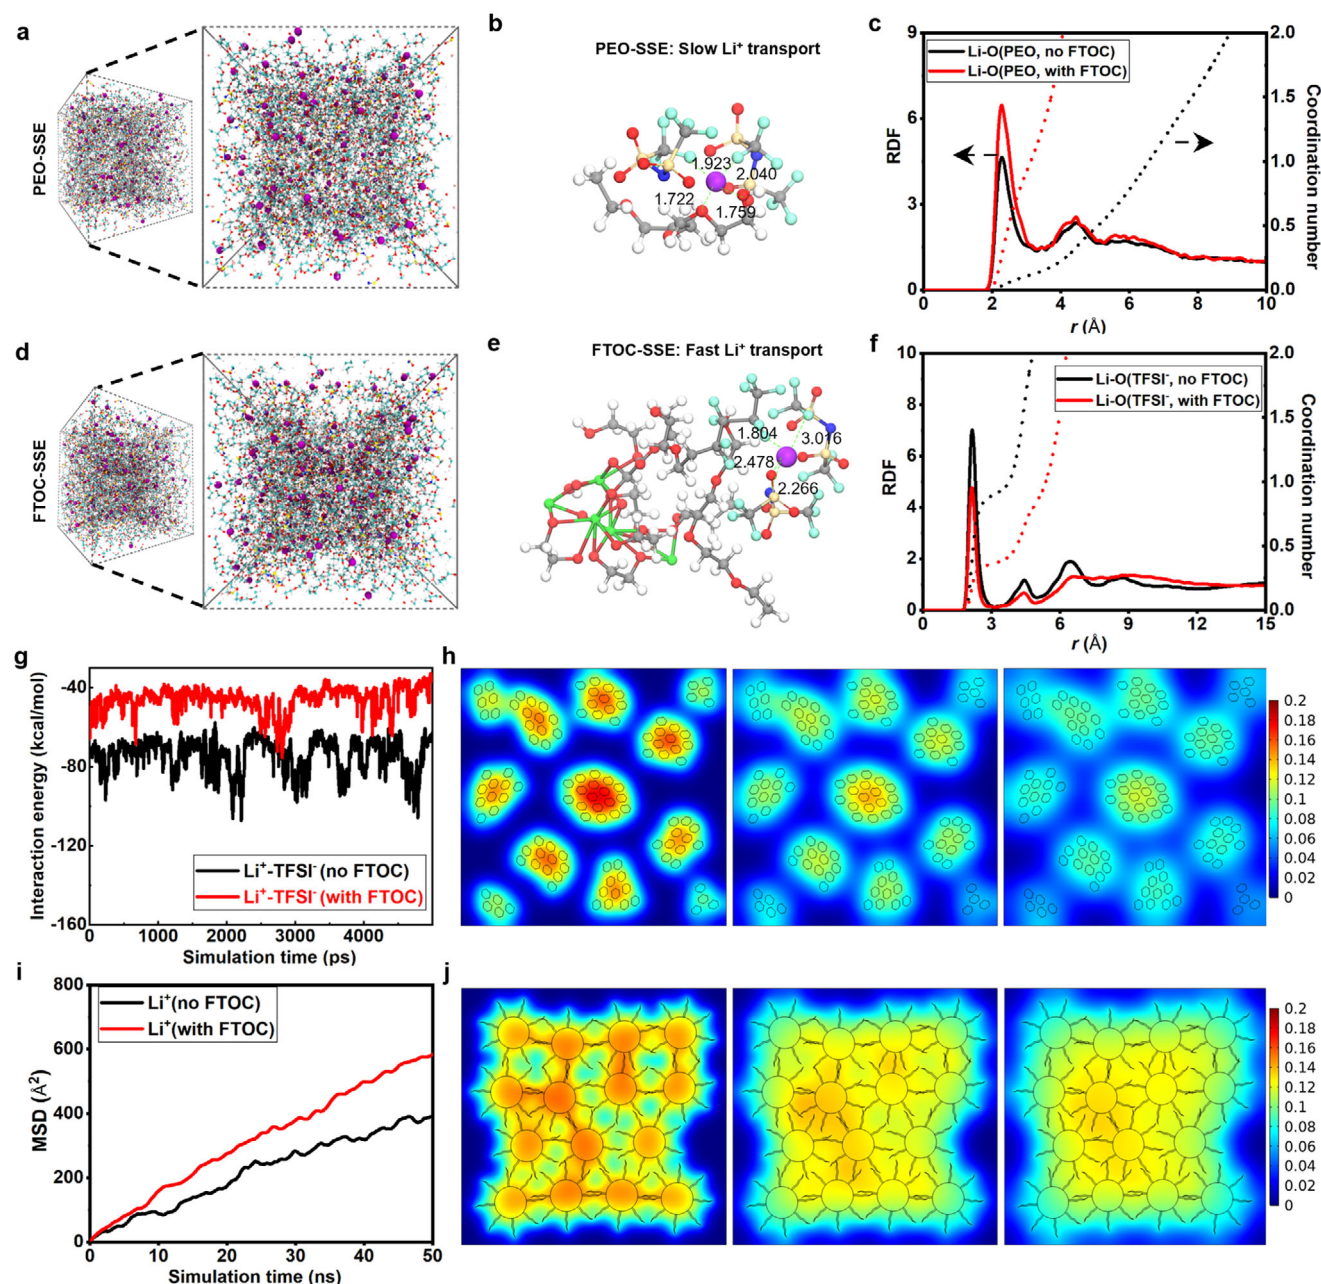 a
PEO-SSE
b
PEO-SSE: Slow Li⁺ transport
1.923
2.040
1.722
1.759
c
Li-O(PEO, no FTOC)
Li-O(PEO, with FTOC)
RDF
9
6
3
0
0 2 4 6 8 10
r (Å)
2.0
1.5
1.0
0.5
0.0
Coordination number
d
FTOC-SSE
e
FTOC-SSE: Fast Li⁺ transport
1.804
3.016
2.478
2.266
f
Li-O(TFSI⁻, no FTOC)
Li-O(TFSI⁻, with FTOC)
RDF
10
8
6
4
2
0
0 3 6 9 12 15
r (Å)
2.0
1.5
1.0
0.5
0.0
Coordination number
g
Interaction energy (kcal/mol)
-40
-80
-120
-160
Li⁺-TFSI⁻(no FTOC)
Li⁺-TFSI⁻(with FTOC)
0 1000 2000 3000 4000
Simulation time (ps)
h
0.2
0.18
0.16
0.14
0.12
0.1
0.08
0.06
0.04
0.02
0
i
MSD (Å²)
800
600
400
200
0
Li⁺(no FTOC)
Li⁺(with FTOC)
0 10 20 30 40 50
Simulation time (ns)
j
0.2
0.18
0.16
0.14
0.12
0.1
0.08
0.06
0.04
0.02
0